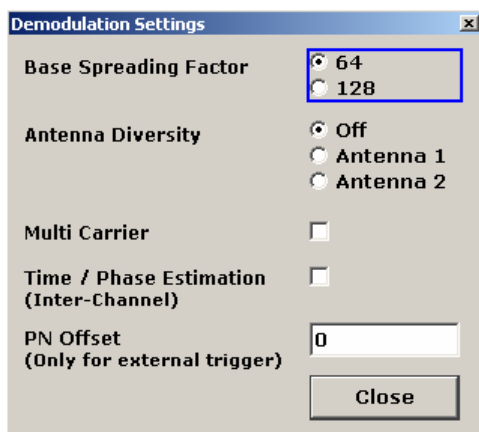 Demodulation Settings
Base Spreading Factor
64
128
Antenna Diversity
Off
Antenna 1
Antenna 2
Multi Carrier
Time / Phase Estimation
(Inter-Channel)
PN Offset
(Only for external trigger)
0
Close